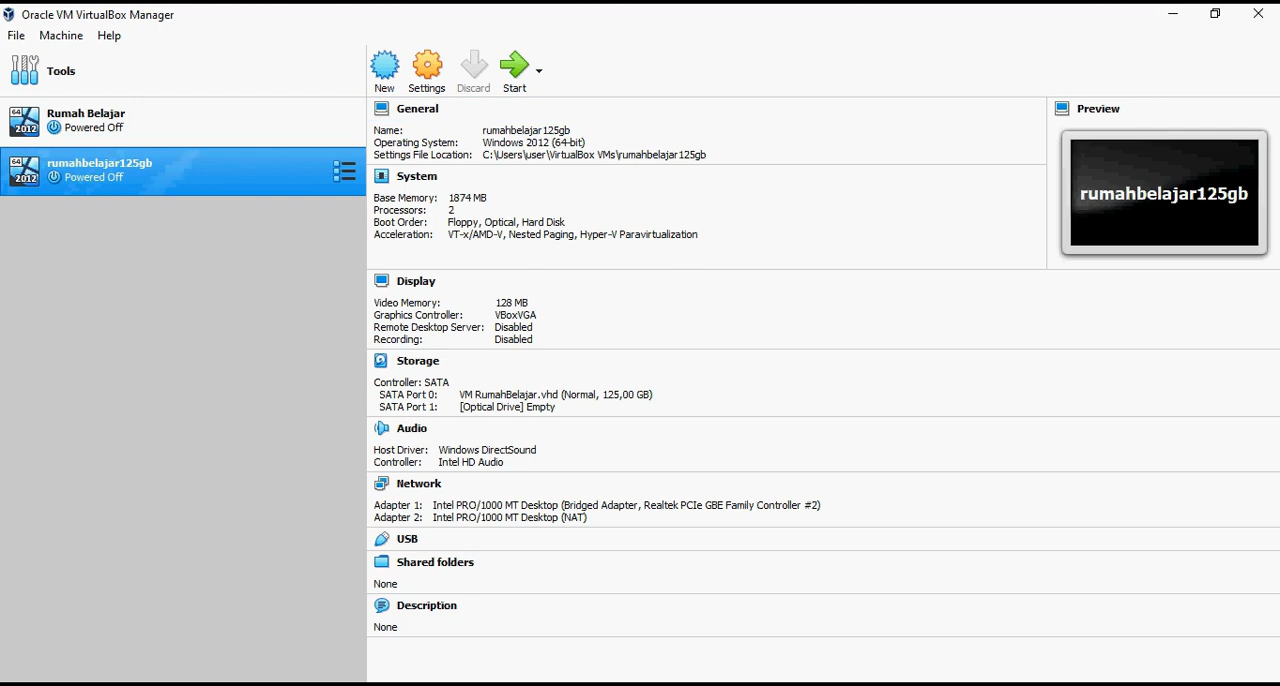 Oracle VM VirtualBox Manager
File Machine Help
Tools
New Settings Discard Start
64 2012 Rumah Belajar
Powered Off
64 2012 rumahbelajar125gb
Powered Off
General
Name: rumahbelajar125gb
Operating System: Windows 2012 (64-bit)
Settings File Location: C:\Users\user\VirtualBox VMs\rumahbelajar125gb
Preview
rumahbelajar125gb
System
Base Memory: 1874 MB
Processors: 2
Boot Order: Floppy, Optical, Hard Disk
Acceleration: VT-x/AMD-V, Nested Paging, Hyper-V Paravirtualization
Display
Video Memory: 128 MB
Graphics Controller: VBoxVGA
Remote Desktop Server: Disabled
Recording: Disabled
Storage
Controller: SATA
SATA Port 0: VM RumahBelajar.vhd (Normal, 125,00 GB)
SATA Port 1: [Optical Drive] Empty
Audio
Host Driver: Windows DirectSound
Controller: Intel HD Audio
Network
Adapter 1: Intel PRO/1000 MT Desktop (Bridged Adapter, Realtek PCIe GBE Family Controller #2)
Adapter 2: Intel PRO/1000 MT Desktop (NAT)
USB
Shared folders
None
Description
None